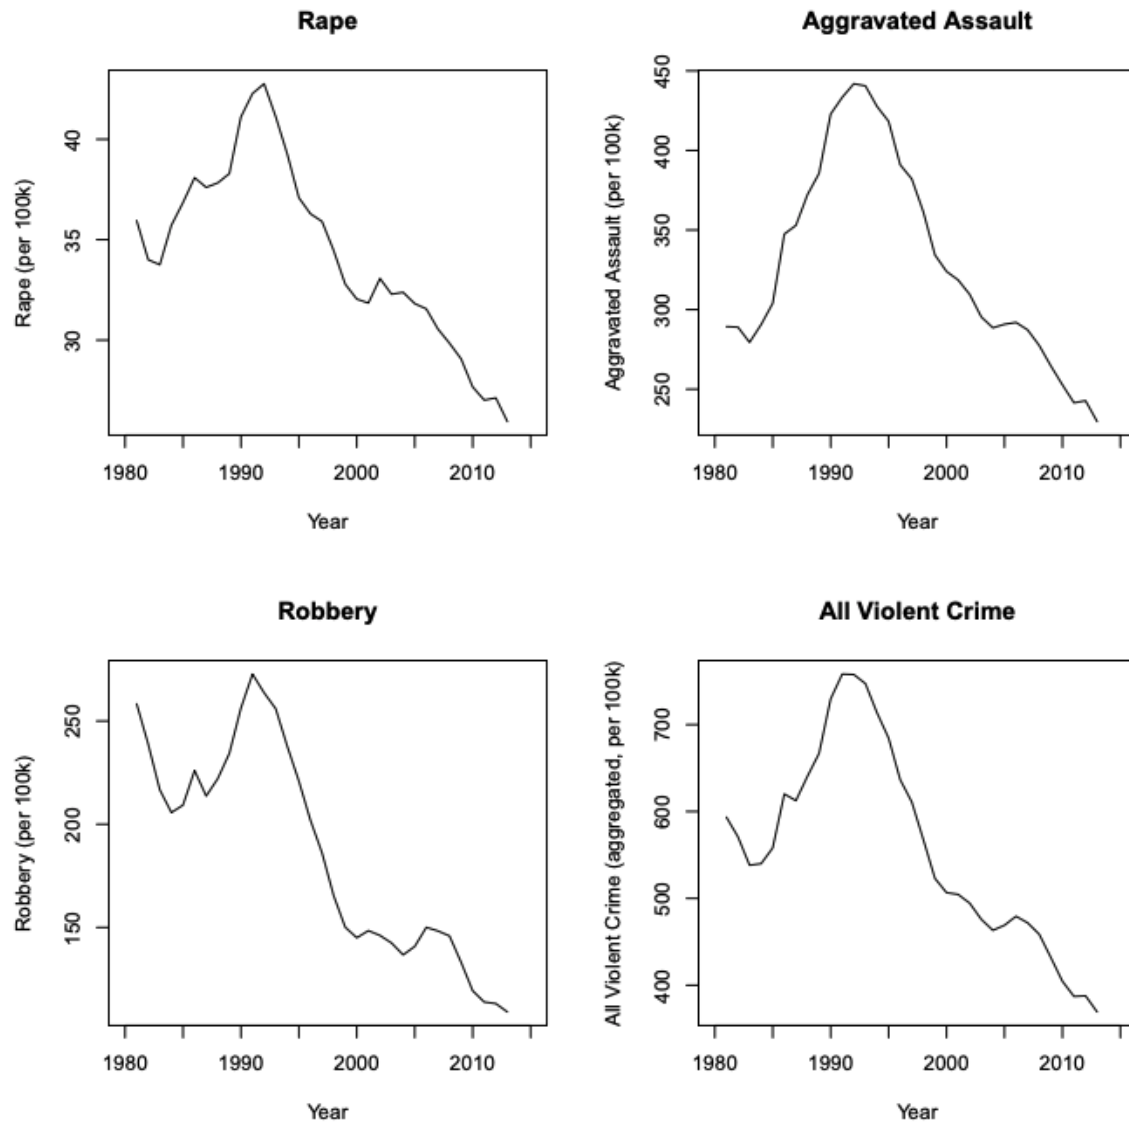 Rape
Rape (per 100k)
40
35
30
1980 1990 2000 2010
Year
Aggravated Assault
Aggravated Assault (per 100k)
450
400
350
300
250
1980 1990 2000 2010
Year
Robbery
Robbery (per 100k)
250
200
150
1980 1990 2000 2010
Year
All Violent Crime
All Violent Crime (aggregated, per 100k)
700
600
500
400
1980 1990 2000 2010
Year